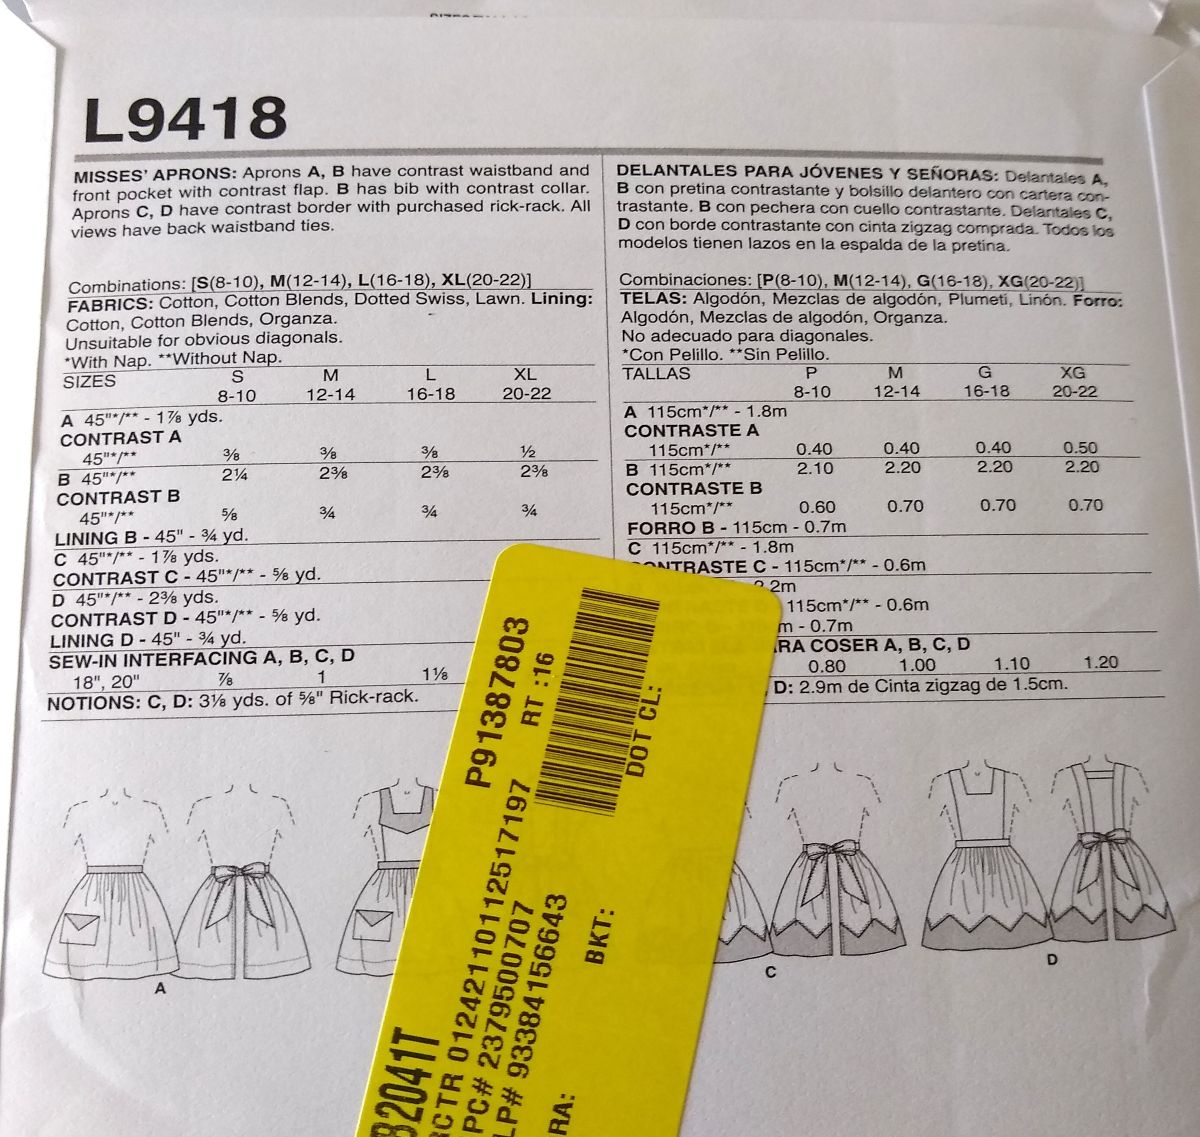 L9418
MISSES' APRONS: Aprons A, B have contrast waistband and
front pocket with contrast flap. B has bib with contrast collar.
Aprons C, D have contrast border with purchased rick-rack. All
views have back waistband ties.
Combinations: [S(8-10), M(12-14), L(16-18), XL(20-22)]
FABRICS: Cotton, Cotton Blends, Dotted Swiss, Lawn. Lining:
Cotton, Cotton Blends, Organza.
Unsuitable for obvious diagonals.
*With Nap. **Without Nap.
SIZES S M L XL
8-10 12-14 16-18 20-22
A 45"*/** - 1⅞ yds.
CONTRAST A
45"*/** ⅜ ⅜ ⅜ ½
B 45"*/** 2¼ 2⅜ 2⅜ 2⅜
CONTRAST B
45"*/** ⅝ ¾ ¾ ¾
LINING B - 45" - ¾ yd.
C 45"*/** - 1⅞ yds.
CONTRAST C - 45"*/** - ⅝ yd.
D 45"*/** - 2⅜ yds.
CONTRAST D - 45"*/** - ⅝ yd.
LINING D - 45" - ¾ yd.
SEW-IN INTERFACING A, B, C, D
18", 20" ⅞ 1 1⅛
NOTIONS: C, D: 3⅛ yds. of ⅝" Rick-rack.
DELANTALES PARA JÓVENES Y SEÑORAS: Delantales A,
B con pretina contrastante y bolsillo delantero con cartera con-
trastante. B con pechera con cuello contrastante. Delantales C,
D con borde contrastante con cinta zigzag comprada. Todos los
modelos tienen lazos en la espalda de la pretina.
Combinaciones: [P(8-10), M(12-14), G(16-18), XG(20-22)]
TELAS: Algodón, Mezclas de algodón, Plumeti, Linón. Forro:
Algodón, Mezclas de algodón, Organza.
No adecuado para diagonales.
*Con Pelillo. **Sin Pelillo.
TALLAS P M G XG
8-10 12-14 16-18 20-22
A 115cm*/** - 1.8m
CONTRASTE A
115cm*/** 0.40 0.40 0.40 0.50
B 115cm*/** 2.10 2.20 2.20 2.20
CONTRASTE B
115cm*/** 0.60 0.70 0.70 0.70
FORRO B - 115cm - 0.7m
C 115cm*/** - 1.8m
CONTRASTE C - 115cm*/** - 0.6m
2.2m
115cm*/** - 0.6m
- 0.7m
COSER A, B, C, D
0.80 1.00 1.10 1.20
D: 2.9m de Cinta zigzag de 1.5cm.
A
C
D
P91387803
RT :16
DOT CL:
BKT:
RA:
B2041T
CTR 01242110112517197
PC# 237950070​7
LP# 93384156643